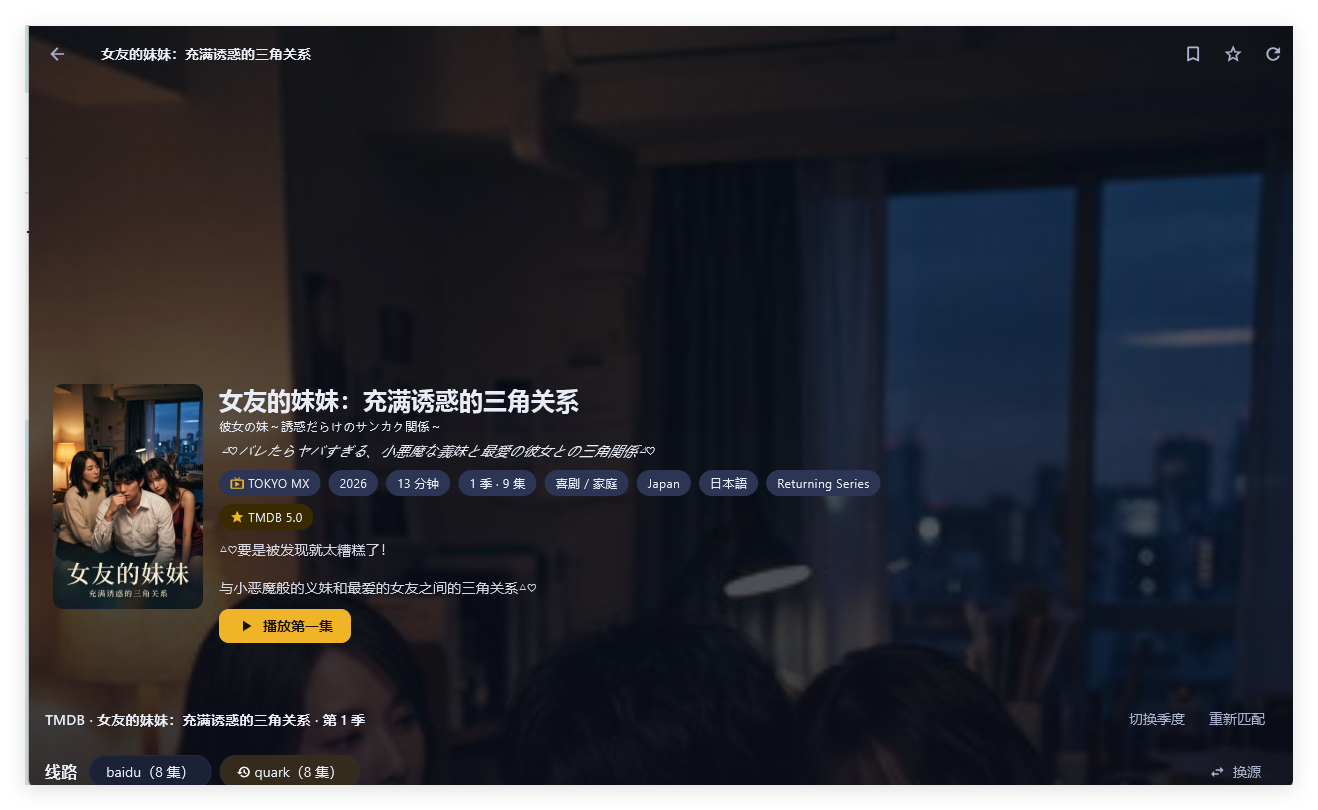 女友的妹妹：充满诱惑的三角关系
女友的妹妹：充满诱惑的三角关系
彼女の妹～誘惑だらけのサンカク関係～
ఌ♡バレたらヤバすぎる、小悪魔な義妹と最愛の彼女との三角関係ఌ♡
TOKYO MX 2026 13 分钟 1 季 · 9 集 喜剧 / 家庭 Japan 日本語 Returning Series
TMDB 5.0
♡要是被发现就太糟糕了！
与小恶魔般的义妹和最爱的女友之间的三角关系♡
播放第一集
女友的妹妹
充满诱惑的三角关系
TMDB · 女友的妹妹：充满诱惑的三角关系 · 第 1 季 切换季度 重新匹配
线路 baidu（8 集） quark（8 集） 换源